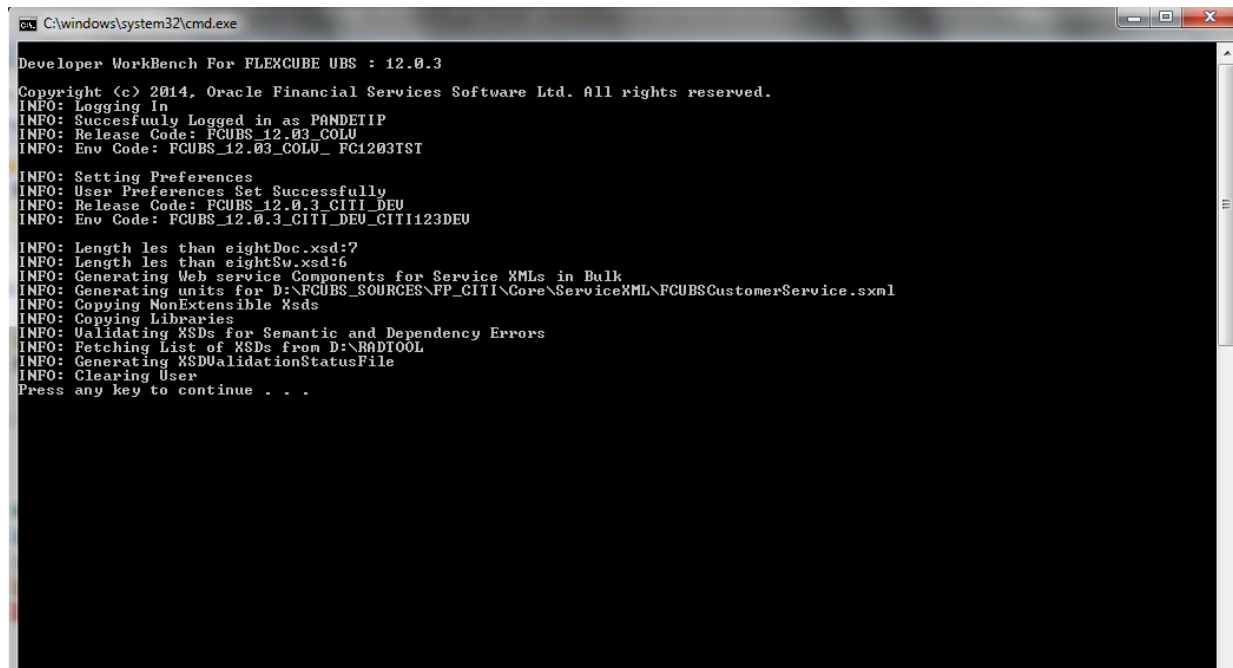 C:\windows\system32\cmd.exe
Developer WorkBench For FLEXCUBE UBS : 12.0.3
Copyright (c) 2014, Oracle Financial Services Software Ltd. All rights reserved.
INFO: Logging In
INFO: Succesfuuly Logged in as PANDETIP
INFO: Release Code: FCUBS_12.03_COLV
INFO: Env Code: FCUBS_12.03_COLV_ FC1203TST
INFO: Setting Preferences
INFO: User Preferences Set Successfully
INFO: Release Code: FCUBS_12.0.3_CITI_DEV
INFO: Env Code: FCUBS_12.0.3_CITI_DEV_CITI123DEV
INFO: Length les than eightDoc.xsd:7
INFO: Length les than eightSw.xsd:6
INFO: Generating Web service Components for Service XMLs in Bulk
INFO: Generating units for D:\FCUBS_SOURCES\FP_CITI\Core\ServiceXML\FCUBSCustomerService.sxml
INFO: Copying NonExtensible Xsds
INFO: Copying Libraries
INFO: Validating XSDs for Semantic and Dependency Errors
INFO: Fetching List of XSDs from D:\RADTOOL
INFO: Generating XSDValidationStatusFile
INFO: Clearing User
Press any key to continue . . .